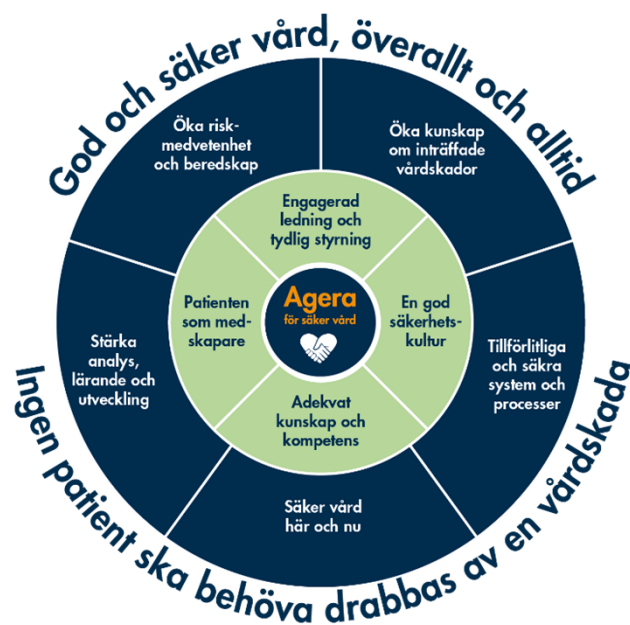 God och säker vård, överallt och alltid
Öka risk-
medvetenhet
och beredskap
Öka kunskap
om inträffade
vårdskador
Engagerad
ledning och
tydlig styrning
Patienten
som med-
skapare
Agera
för säker vård
En god
säkerhets-
kultur
Stärka
analys,
lärande och
utveckling
Tillförlitliga
och säkra
system och
processer
Adekvat
kunskap och
kompetens
Säker vård
här och nu
Ingen patient ska behöva drabbas av en vårdskada